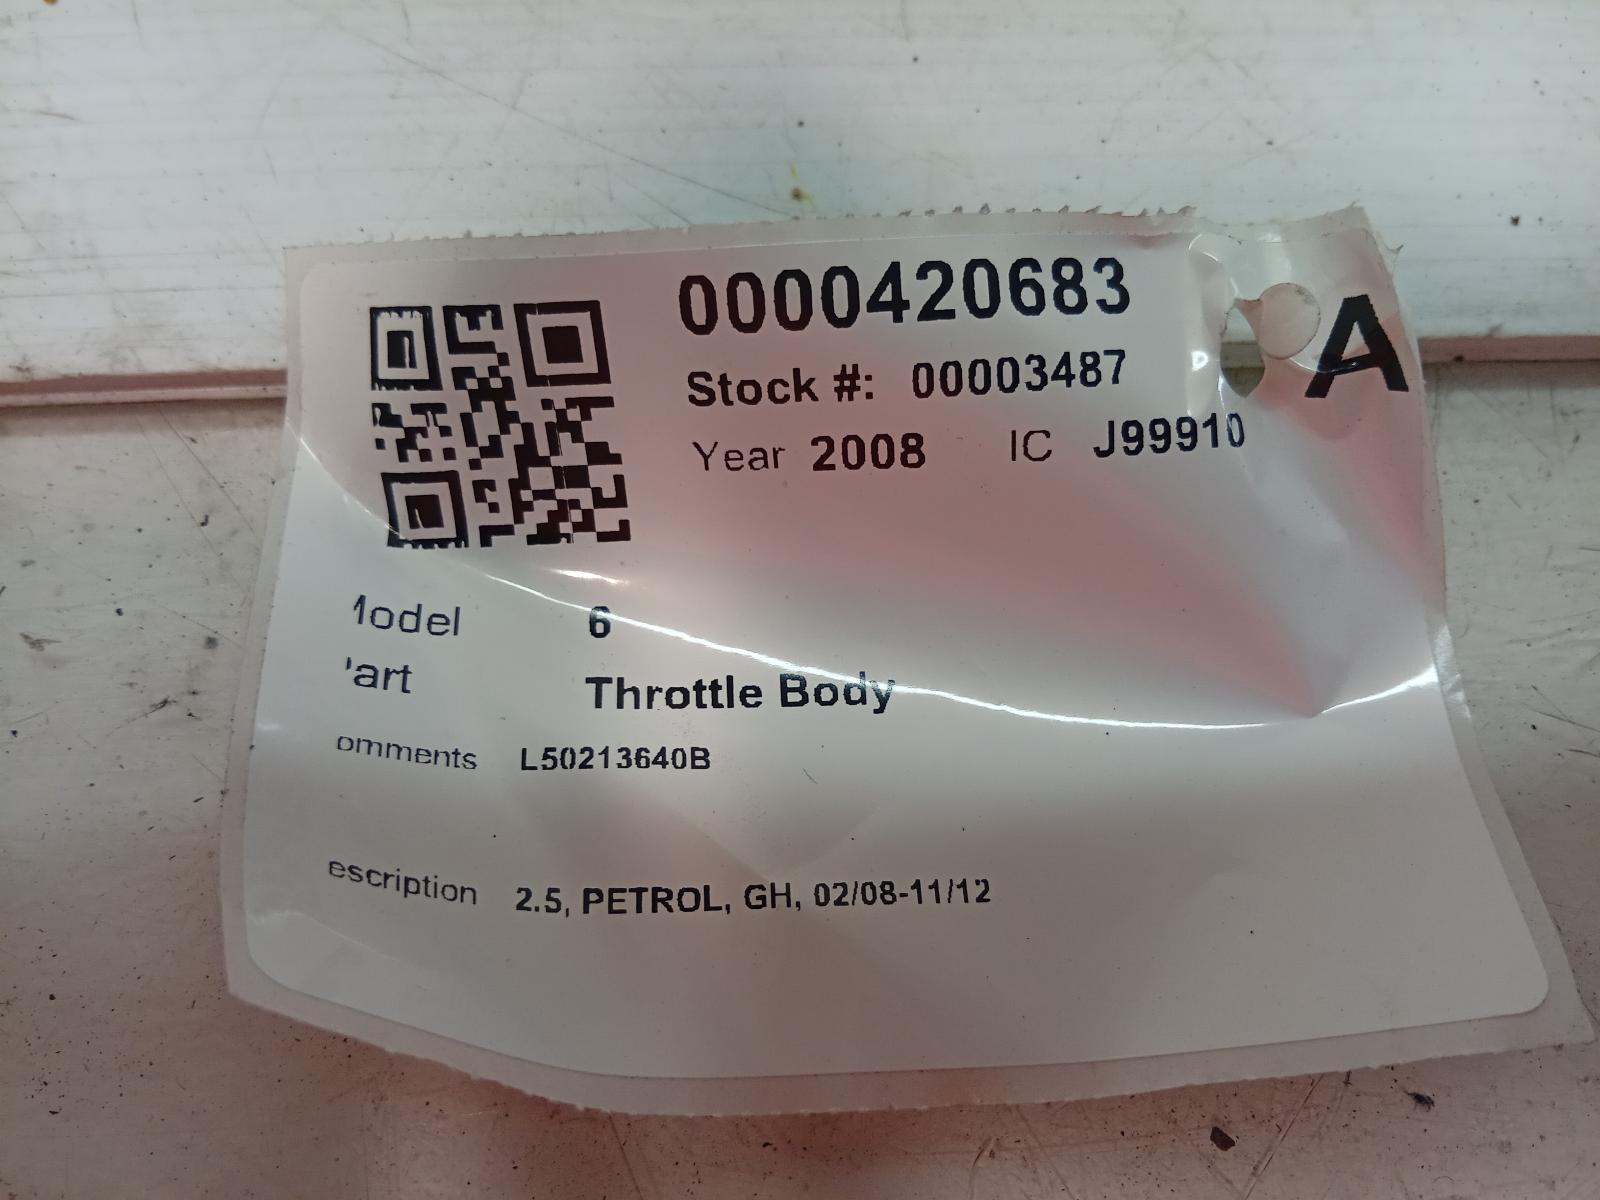 0000420683
A
Stock #: 00003487
Year 2008 IC J99910
Model 6
Part Throttle Body
omments L50213640B
escription 2.5, PETROL, GH, 02/08-11/12